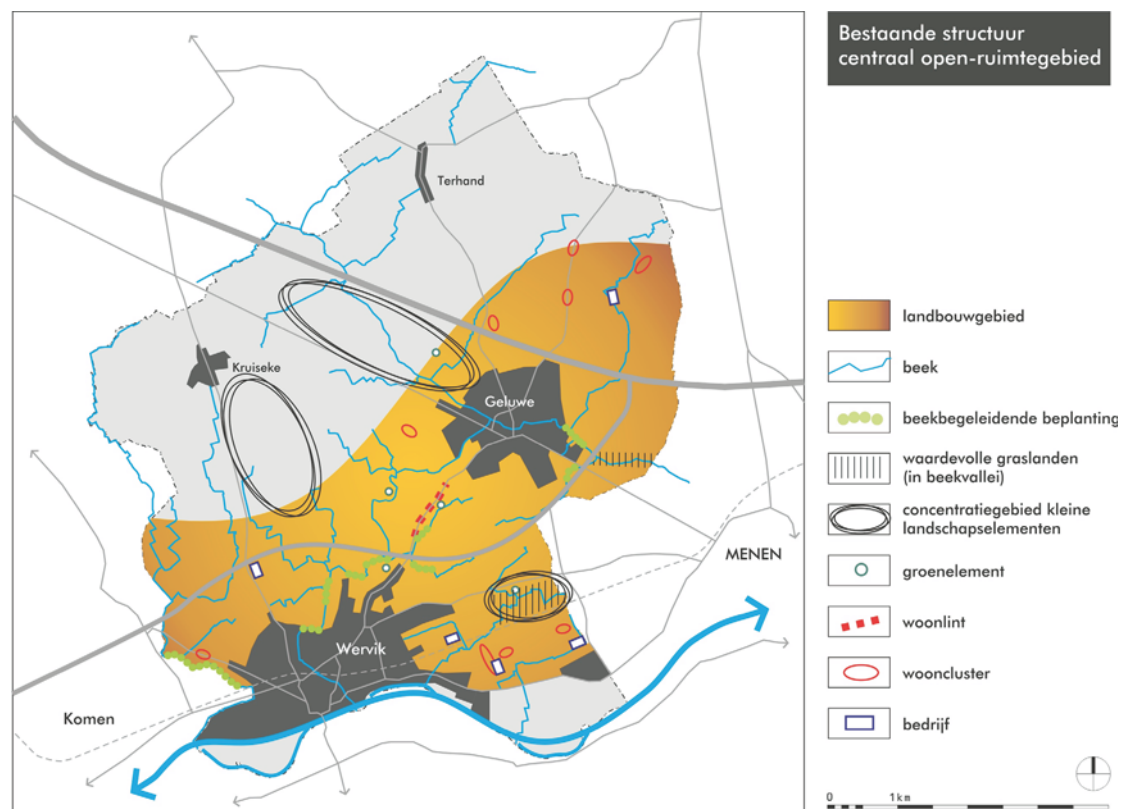 Bestaande structuur
centraal open-ruimtegebied
Terhand
Kruiseke
Geluwe
MENEN
Wervik
Komen
landbouwgebied
beek
beekbegeleidende beplanting
waardevolle graslanden
(in beekvallei)
concentratiegebied kleine
landschapselementen
groenelement
woonlint
wooncluster
bedrijf
0 1km